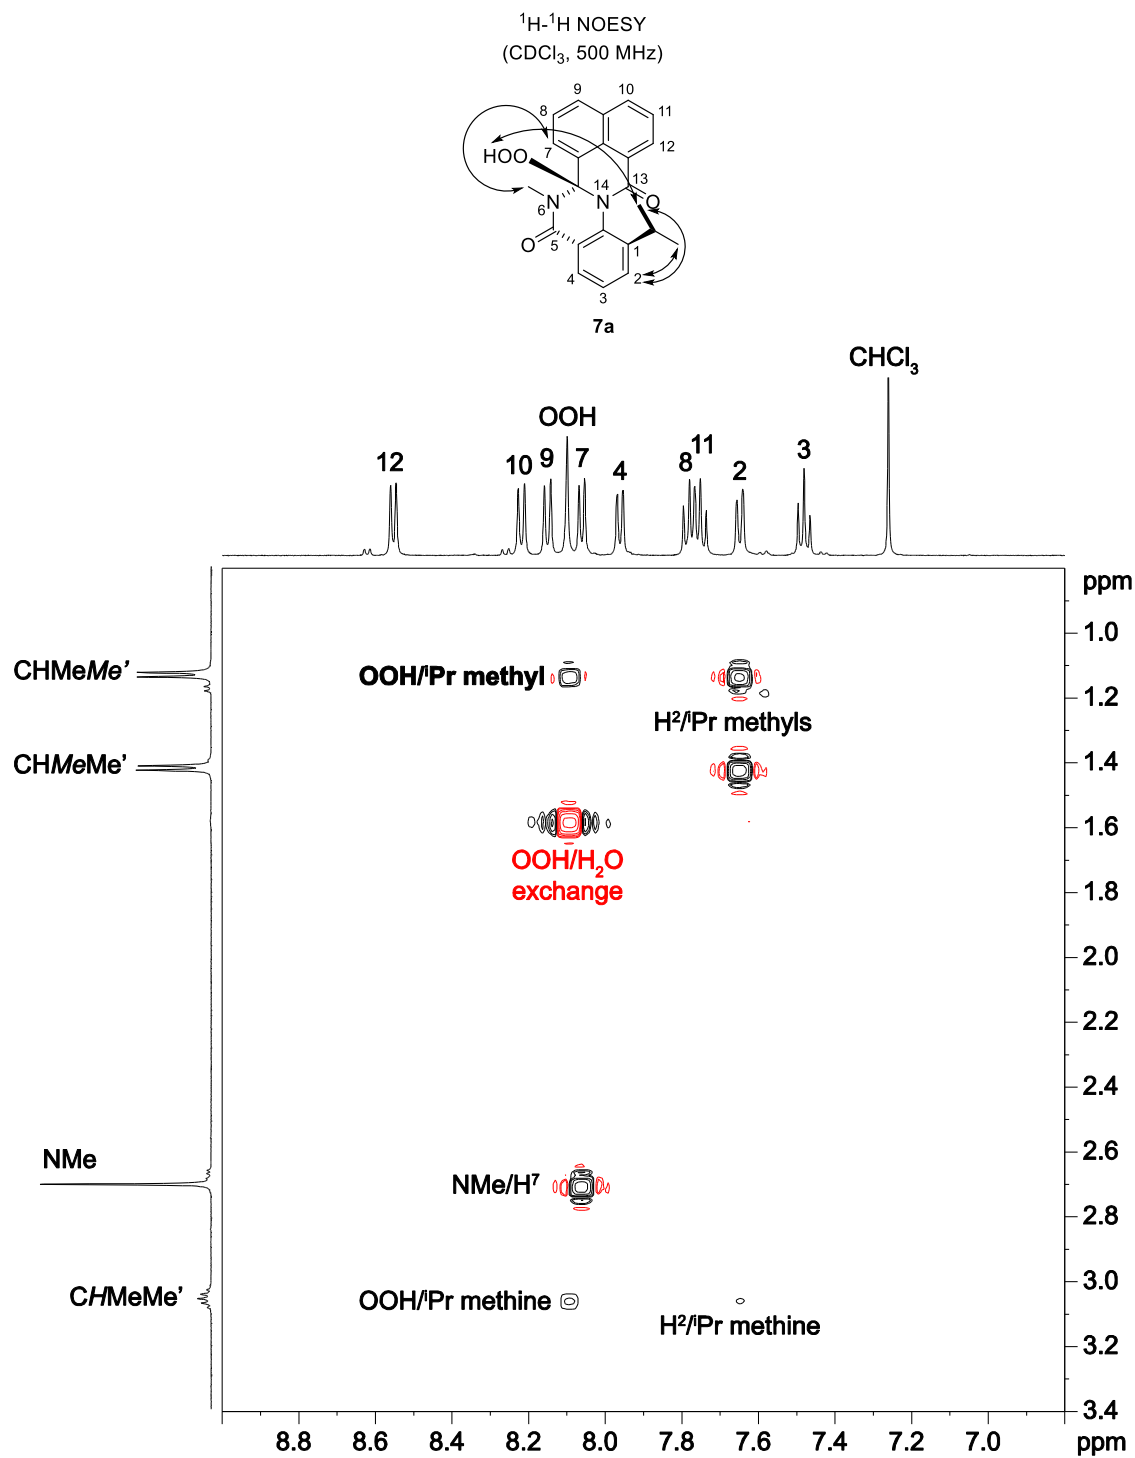 ¹H-¹H NOESY
(CDCl₃, 500 MHz)
9 10
8 11
7 12
HOO
13
14
N N O
6
5 1
O
4 2
3
7a
CHCl₃
OOH
12 10 9 7 4 8 11 2 3
ppm
1.0
CHMeMe' OOH/ⁱPr methyl
1.2
H²/ⁱPr methyls
CHMeMe' 1.4
1.6
OOH/H₂O
exchange
1.8
2.0
2.2
2.4
2.6
NMe
NMe/H⁷
2.8
3.0
CHMeMe' OOH/ⁱPr methine
H²/ⁱPr methine
3.2
3.4
8.8 8.6 8.4 8.2 8.0 7.8 7.6 7.4 7.2 7.0 ppm